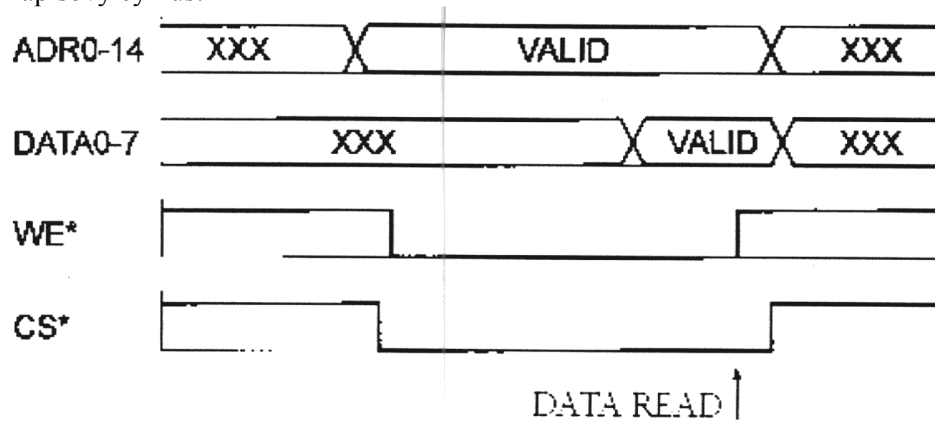 ADR0-14 XXX VALID XXX
DATA0-7 XXX VALID XXX
WE*
CS*
DATA READ